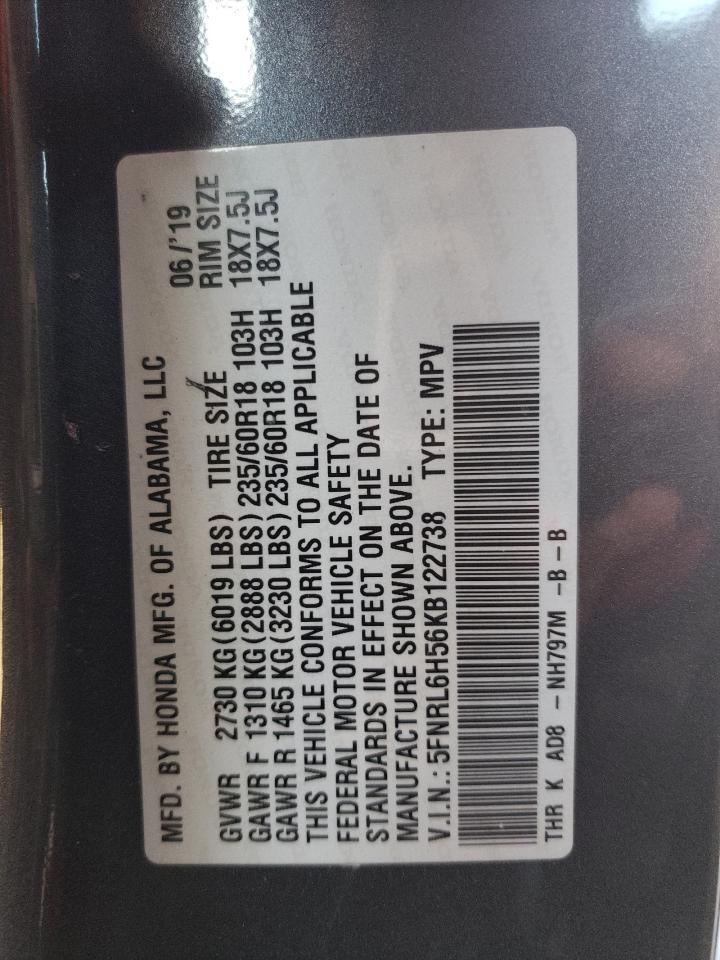 MFD. BY HONDA MFG. OF ALABAMA, LLC 06/'19
GVWR 2730 KG(6019 LBS) TIRE SIZE RIM SIZE
GAWR F 1310 KG(2888 LBS) 235/60R18 103H 18X7.5J
GAWR R 1465 KG(3230 LBS) 235/60R18 103H 18X7.5J
THIS VEHICLE CONFORMS TO ALL APPLICABLE
FEDERAL MOTOR VEHICLE SAFETY
STANDARDS IN EFFECT ON THE DATE OF
MANUFACTURE SHOWN ABOVE.
V.I.N.: 5FNRL6H56KB122738 TYPE: MPV
THR K AD8 - NH797M -B-B